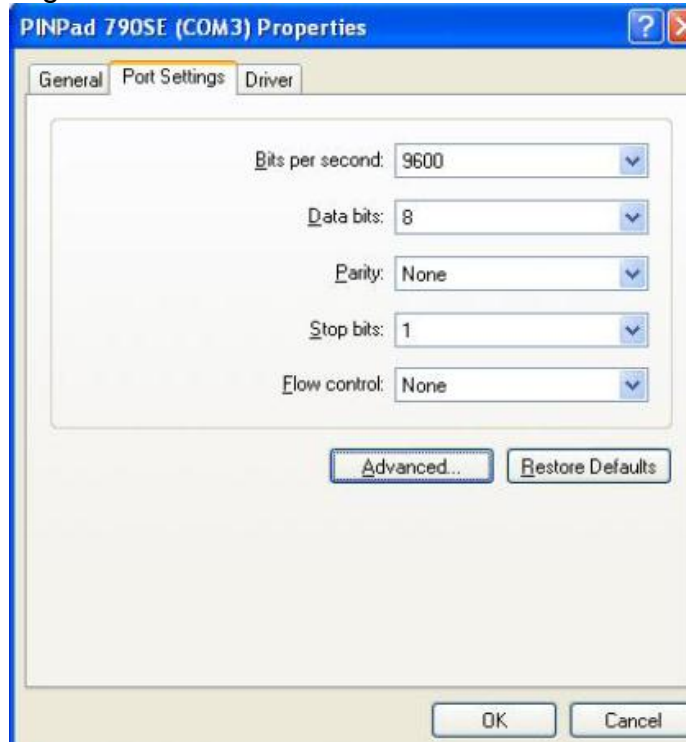 PINPad 790SE (COM3) Properties
General Port Settings Driver
Bits per second: 9600
Data bits: 8
Parity: None
Stop bits: 1
Flow control: None
Advanced... Restore Defaults
OK Cancel